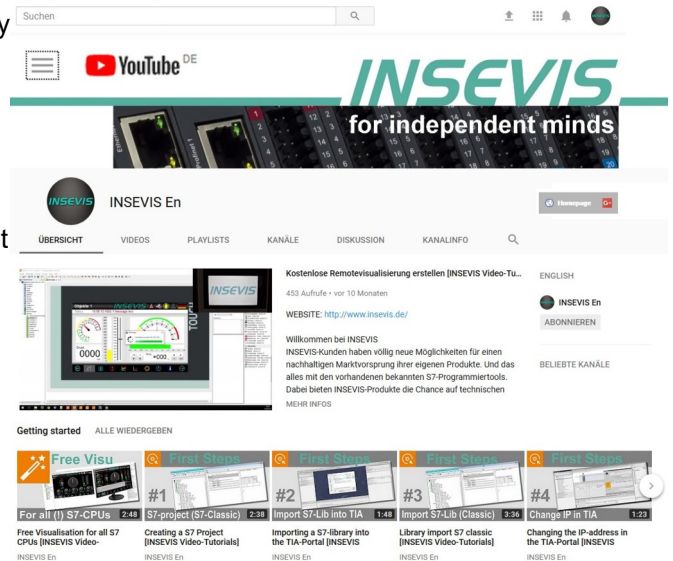 y
Suchen
YouTube DE
INSEVIS
for independent minds
INSEVIS
INSEVIS En
Homepage G+
t
ÜBERSICHT VIDEOS PLAYLISTS KANÄLE DISKUSSION KANALINFO
Kostenlose Remotevisualisierung erstellen [INSEVIS Video-Tu...
453 Aufrufe • vor 10 Monaten
WEBSITE: http://www.insevis.de/
Willkommen bei INSEVIS
INSEVIS-Kunden haben völlig neue Möglichkeiten für einen
nachhaltigen Marktvorsprung ihrer eigenen Produkte. Und das
alles mit den vorhandenen bekannten S7-Programmiertools.
Dabei bieten INSEVIS-Produkte die Chance auf technischen
MEHR INFOS
ENGLISH
INSEVIS En
ABONNIEREN
BELIEBTE KANÄLE
INSEVIS
TOUCH
0000
+000
Getting started ALLE WIEDERGEBEN
Free Visu
For all (!) S7-CPUs 2:48
Free Visualisation for all S7
CPUs [INSEVIS Video-
INSEVIS En
First Steps
#1
S7-project (S7-Classic) 2:38
Creating a S7 Project
[INSEVIS Video-Tutorials]
INSEVIS En
First Steps
#2
Import S7-Lib into TIA 1:48
Importing a S7-library into
the TIA-Portal [INSEVIS
INSEVIS En
First Steps
#3
Import S7-Lib (Classic) 3:36
Library import S7 classic
[INSEVIS Video-Tutorials]
INSEVIS En
First Steps
#4
Change IP in TIA 1:23
Changing the IP-address in
the TIA-Portal [INSEVIS
INSEVIS En